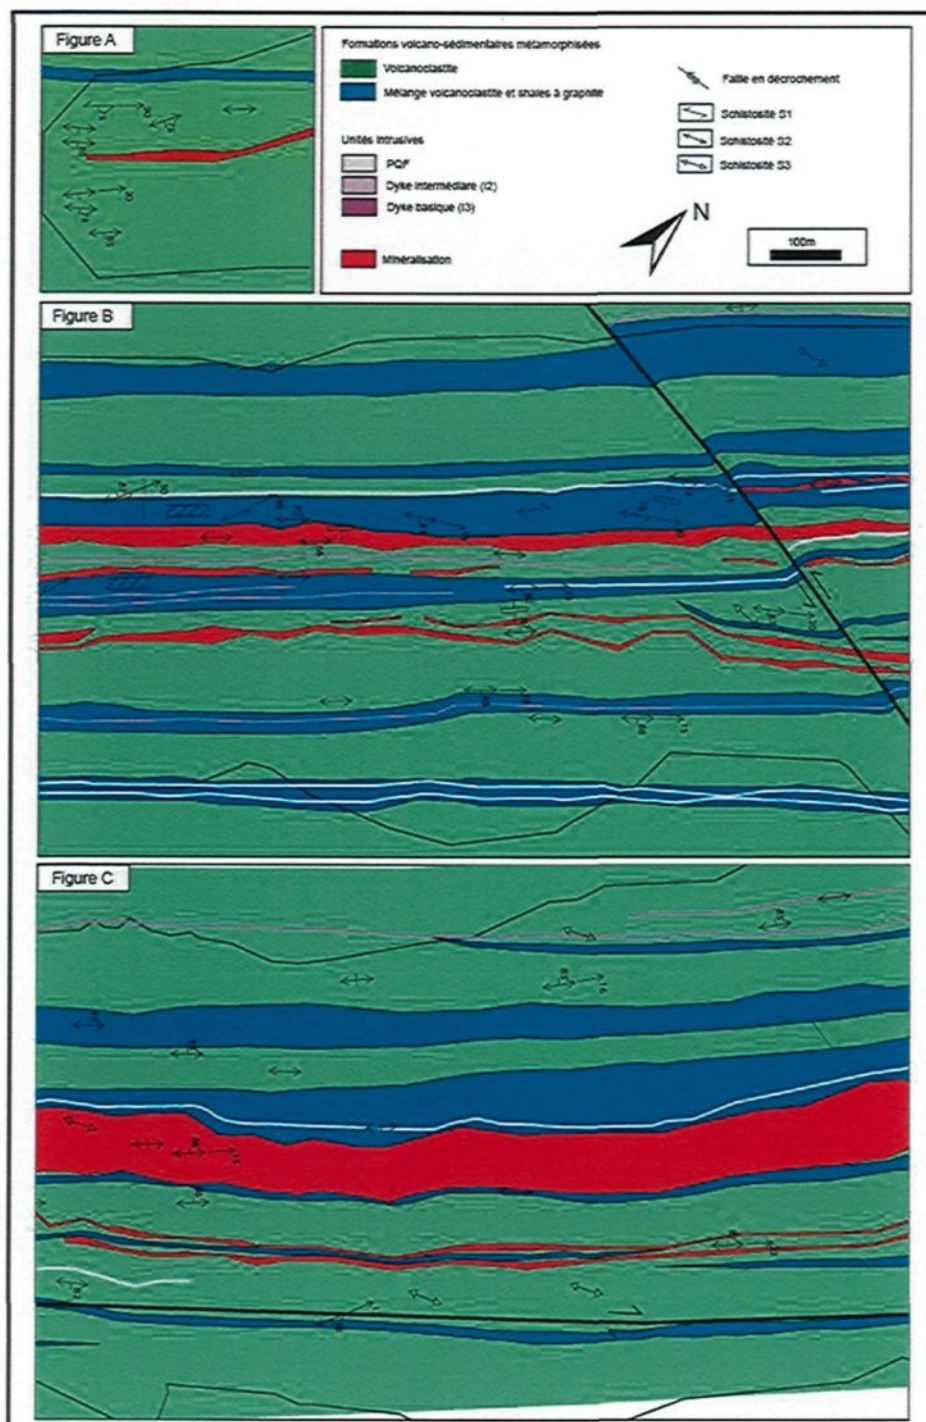 Figure A
Formations volcano-sédimentaires métamorphisées
Volcanoclastite
Mélange volcanoclastite et shales à graphite
Unités intrusives
PQF
Dyke intermédiare (I2)
Dyke basique (I3)
Minéralisation
Faille en décrochement
Schistosité S1
Schistosité S2
Schistosité S3
N
100m
Figure B
Figure C